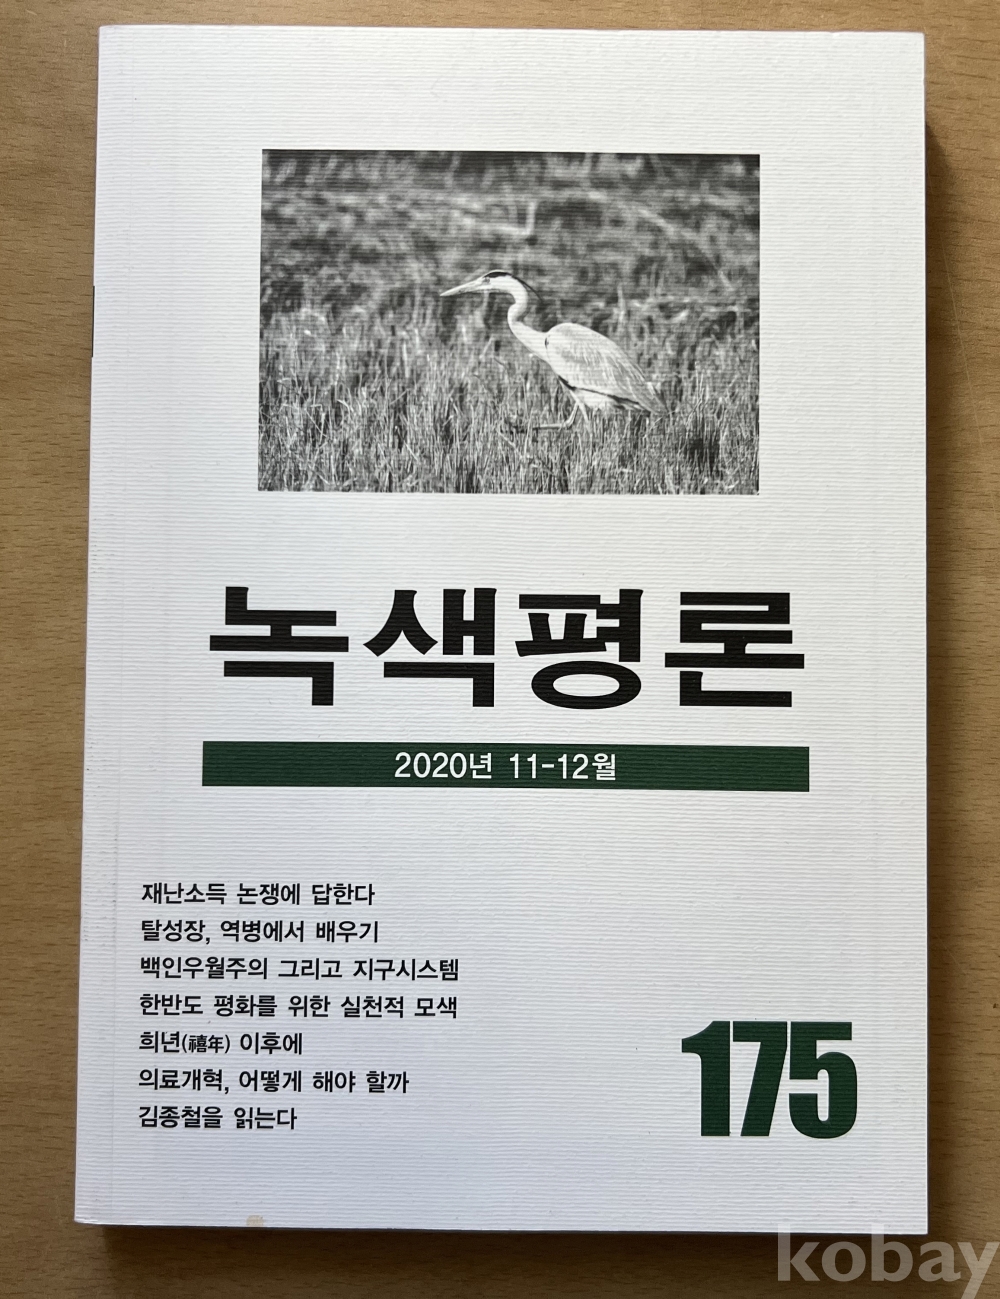 녹색평론
2020년 11-12월
재난소득 논쟁에 답한다
탈성장, 역병에서 배우기
백인우월주의 그리고 지구시스템
한반도 평화를 위한 실천적 모색
희년(禧年) 이후에
의료개혁, 어떻게 해야 할까
김종철을 읽는다
175
kobay